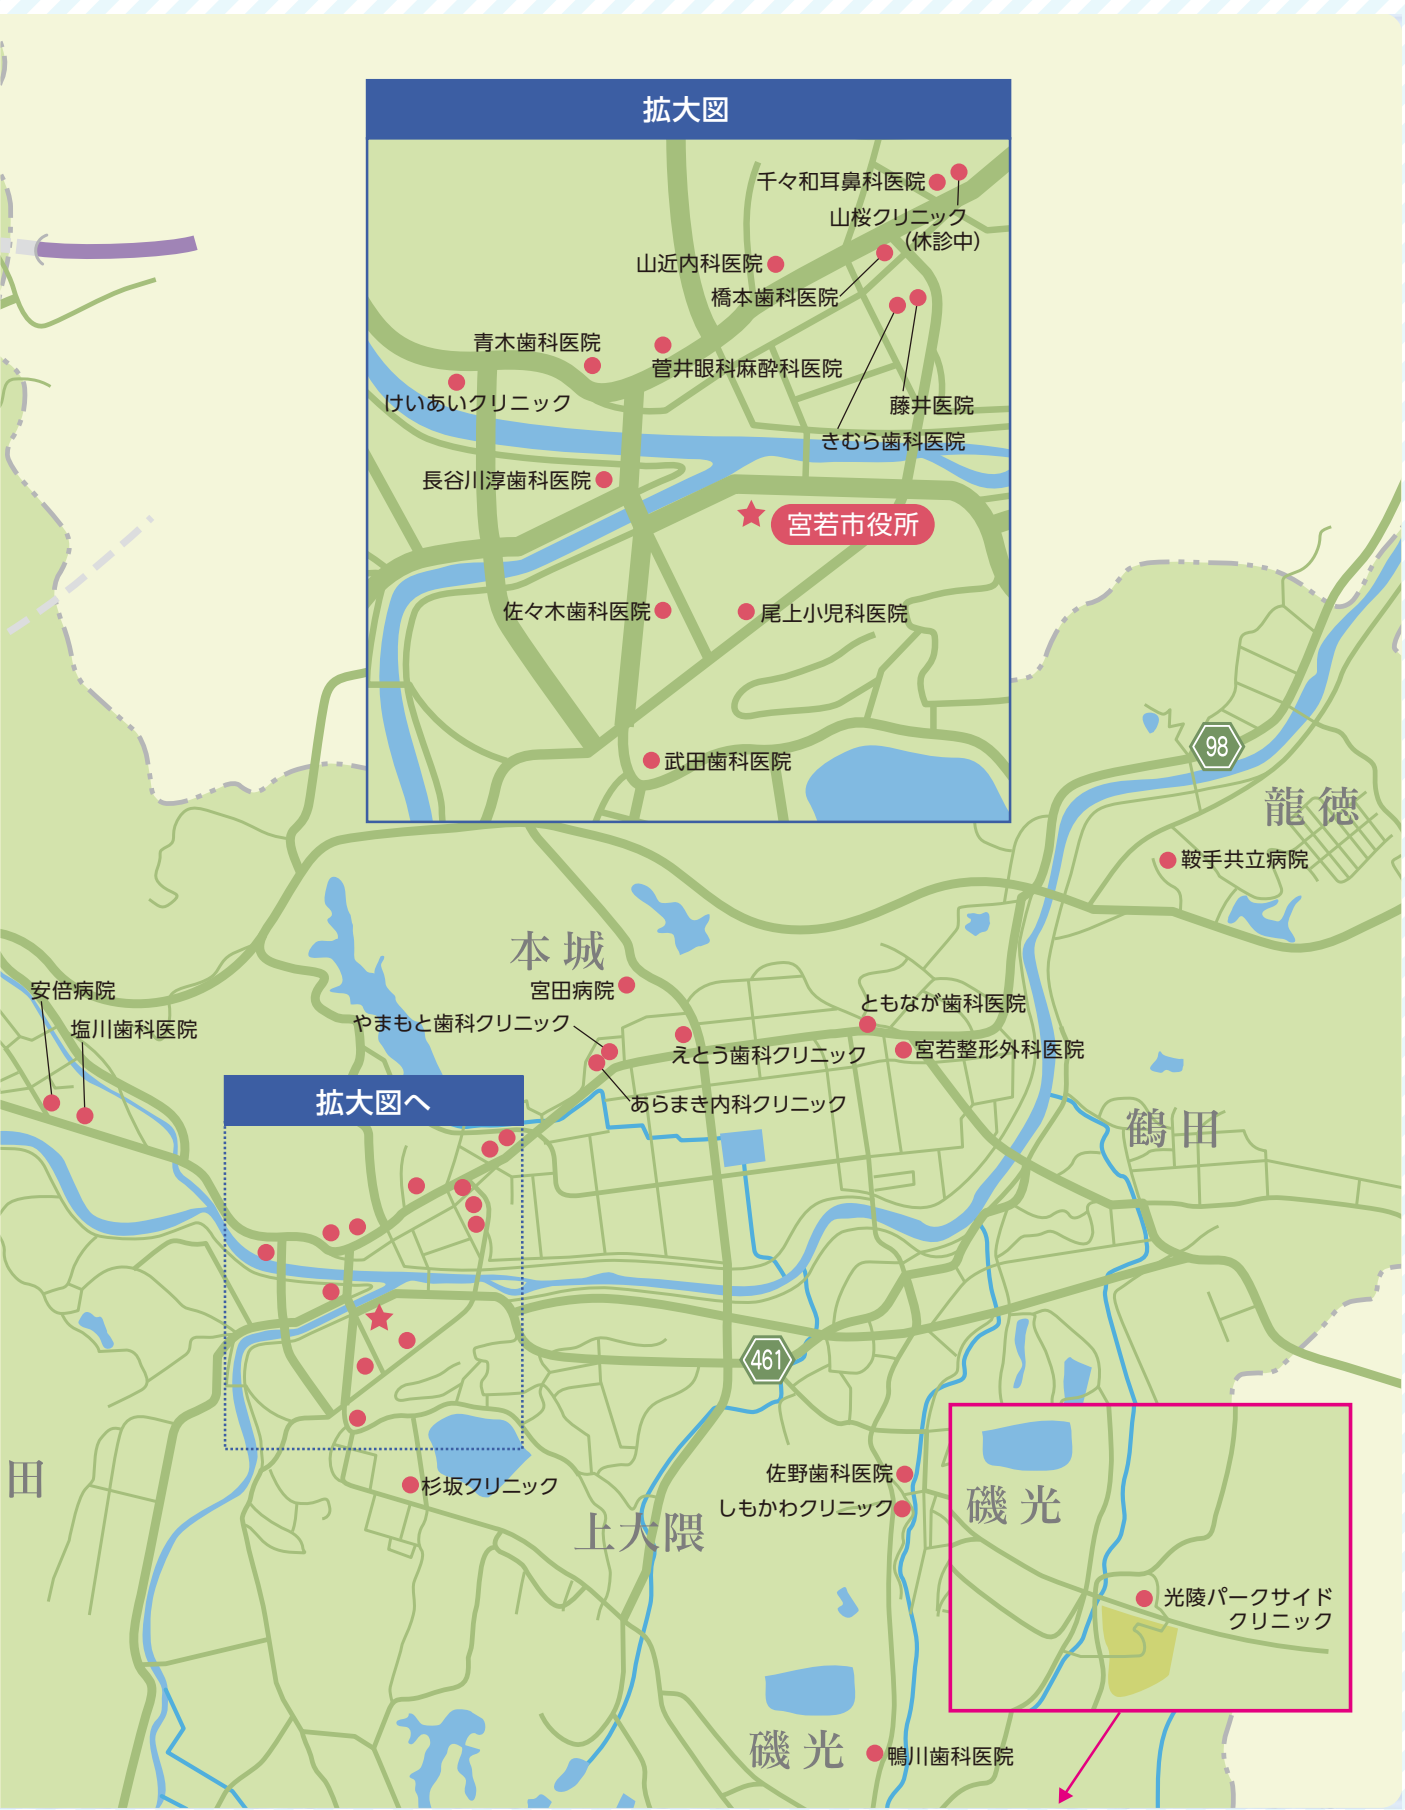 拡大図
千々和耳鼻科医院
山桜クリニック
(休診中)
山近内科医院
橋本歯科医院
青木歯科医院
菅井眼科麻酔科医院
けいあいクリニック
藤井医院
きむら歯科医院
長谷川淳歯科医院
宮若市役所
佐々木歯科医院
尾上小児科医院
武田歯科医院
98
龍徳
鞍手共立病院
本城
宮田病院
安倍病院
塩川歯科医院
やまもと歯科クリニック
ともなが歯科医院
えとう歯科クリニック
宮若整形外科医院
あらまき内科クリニック
拡大図へ
鶴田
461
田
杉坂クリニック
佐野歯科医院
しもかわクリニック
磯光
上大隈
光陵パークサイド
クリニック
磯光
鴨川歯科医院